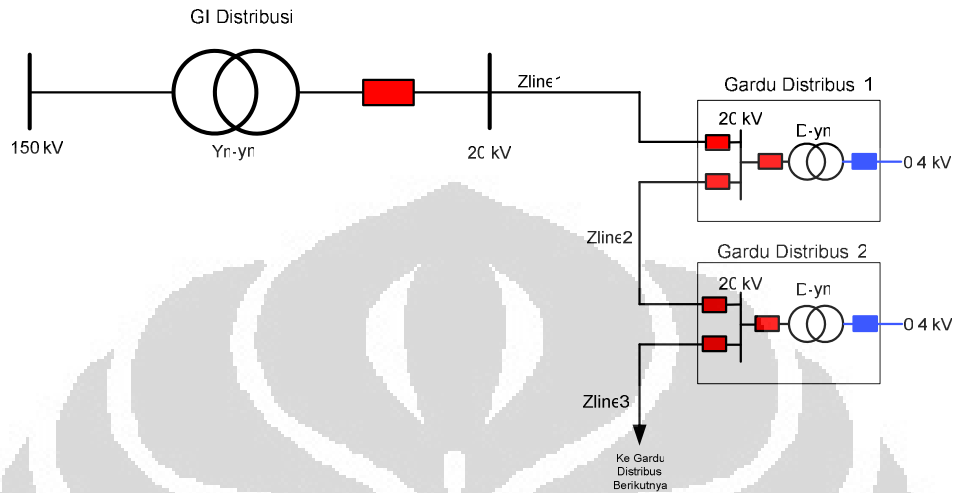 GI Distribusi
150 kV
Yn-yn
20 kV
Zline1
Gardu Distribus 1
20 kV
D-yn
0 4 kV
Zline2
Gardu Distribus 2
20 kV
D-yn
0 4 kV
Zline3
Ke Gardu
Distribus
Berikutnya